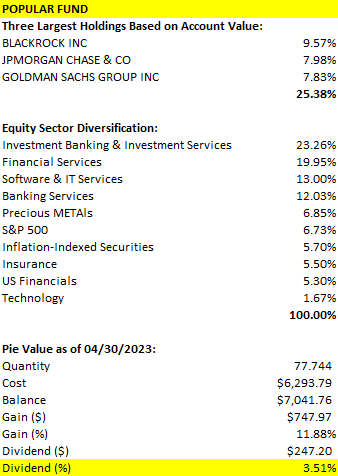 POPULAR FUND
Three Largest Holdings Based on Account Value:
BLACKROCK INC 9.57%
JPMORGAN CHASE & CO 7.98%
GOLDMAN SACHS GROUP INC 7.83%
25.38%
Equity Sector Diversification:
Investment Banking & Investment Services 23.26%
Financial Services 19.95%
Software & IT Services 13.00%
Banking Services 12.03%
Precious METAls 6.85%
S&P 500 6.73%
Inflation-Indexed Securities 5.70%
Insurance 5.50%
US Financials 5.30%
Technology 1.67%
100.00%
Pie Value as of 04/30/2023:
Quantity 77.744
Cost $6,293.79
Balance $7,041.76
Gain ($) $747.97
Gain (%) 11.88%
Dividend ($) $247.20
Dividend (%) 3.51%